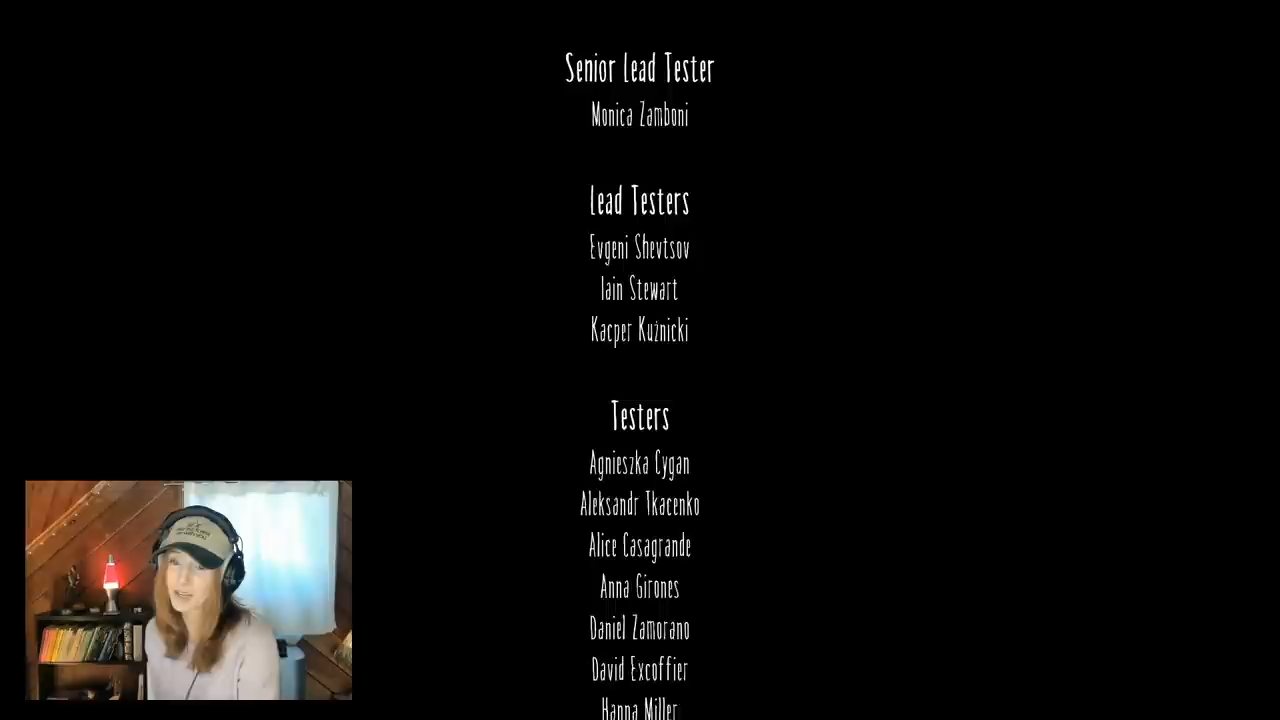 Senior Lead Tester
Monica Zamboni
Lead Testers
Evgeni Shevtsov
Iain Stewart
Kacper Kuźnicki
Testers
Agnieszka Cygan
Aleksandr Tkacenko
Alice Casagrande
Anna Girones
Daniel Zamorano
David Excoffier
Hanna Miller